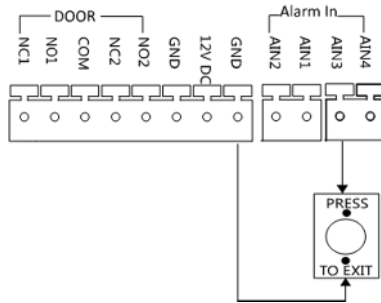 DOOR
Alarm In
NC1
NO1
COM
NC2
NO2
GND
12V DC
GND
AIN2
AIN1
AIN3
AIN4
PRESS
TO EXIT